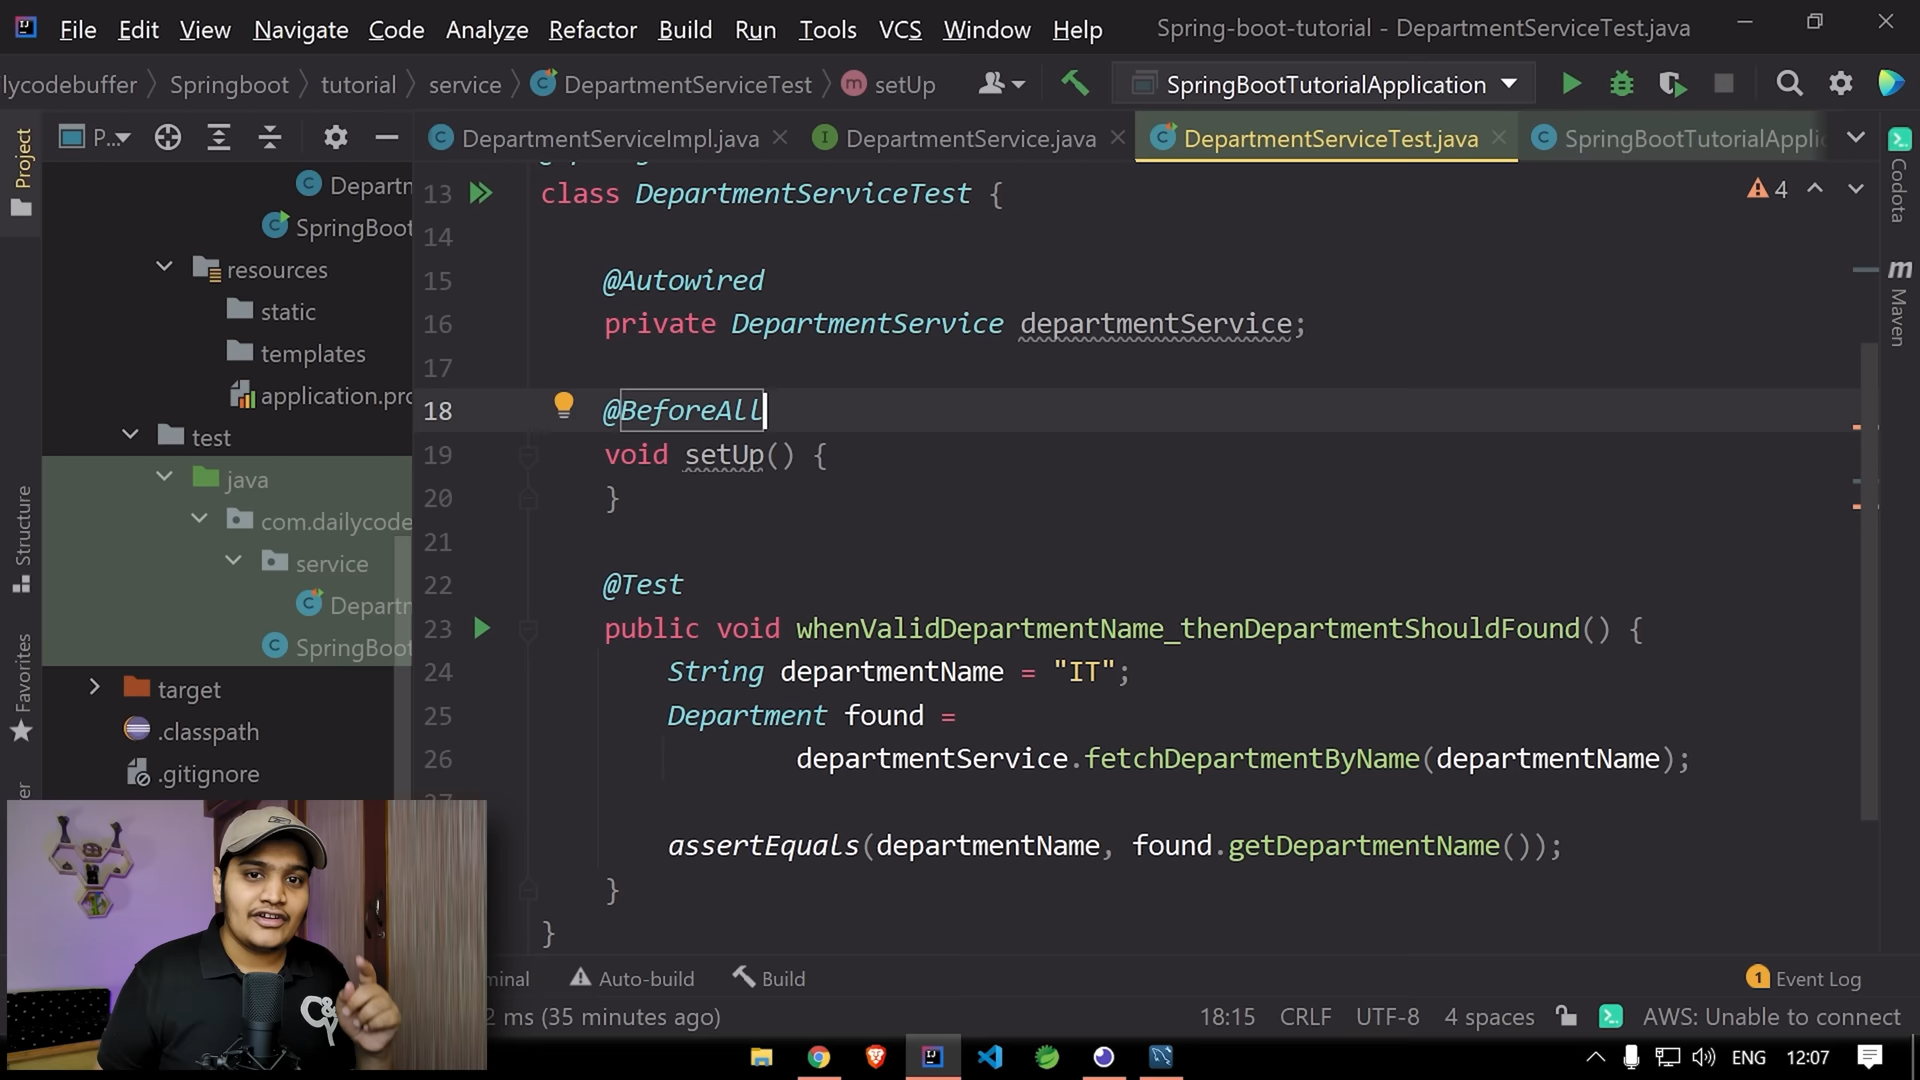 File Edit View Navigate Code Analyze Refactor Build Run Tools VCS Window Help Spring-boot-tutorial - DepartmentServiceTest.java
lycodebuffer Springboot tutorial service DepartmentServiceTest setUp SpringBootTutorialApplication
P... DepartmentServiceImpl.java DepartmentService.java DepartmentServiceTest.java SpringBootTutorialApplic
Project
Structure
Favorites
Codota
Maven
Departm
SpringBoot
resources
static
templates
application.pro
test
java
com.dailycode
service
Departm
SpringBoot
target
.classpath
.gitignore
4
13 class DepartmentServiceTest {
14
15 @Autowired
16 private DepartmentService departmentService;
17
18 @BeforeAll
19 void setUp() {
20 }
21
22 @Test
23 public void whenValidDepartmentName_thenDepartmentShouldFound() {
24 String departmentName = "IT";
25 Department found =
26 departmentService.fetchDepartmentByName(departmentName);
assertEquals(departmentName, found.getDepartmentName());
}
}
minal Auto-build Build 1 Event Log
2 ms (35 minutes ago) 18:15 CRLF UTF-8 4 spaces AWS: Unable to connect
ENG 12:07